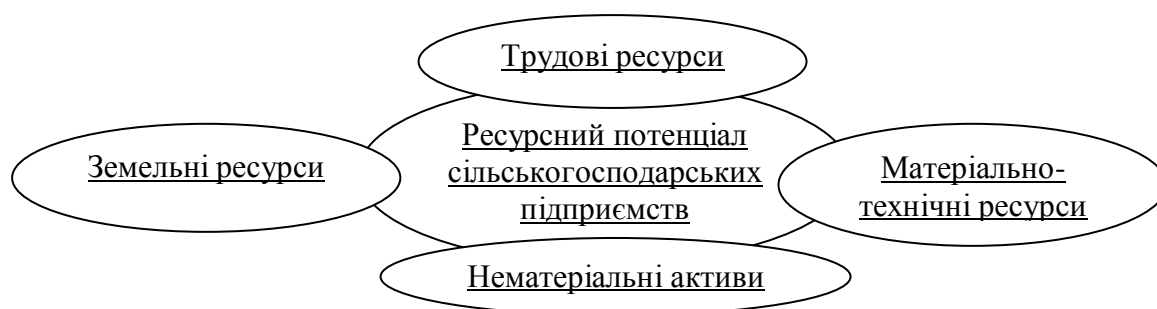 Трудові ресурси
Земельні ресурси
Ресурсний потенціал
сільськогосподарських
підприємств
Матеріально-
технічні ресурси
Нематеріальні активи